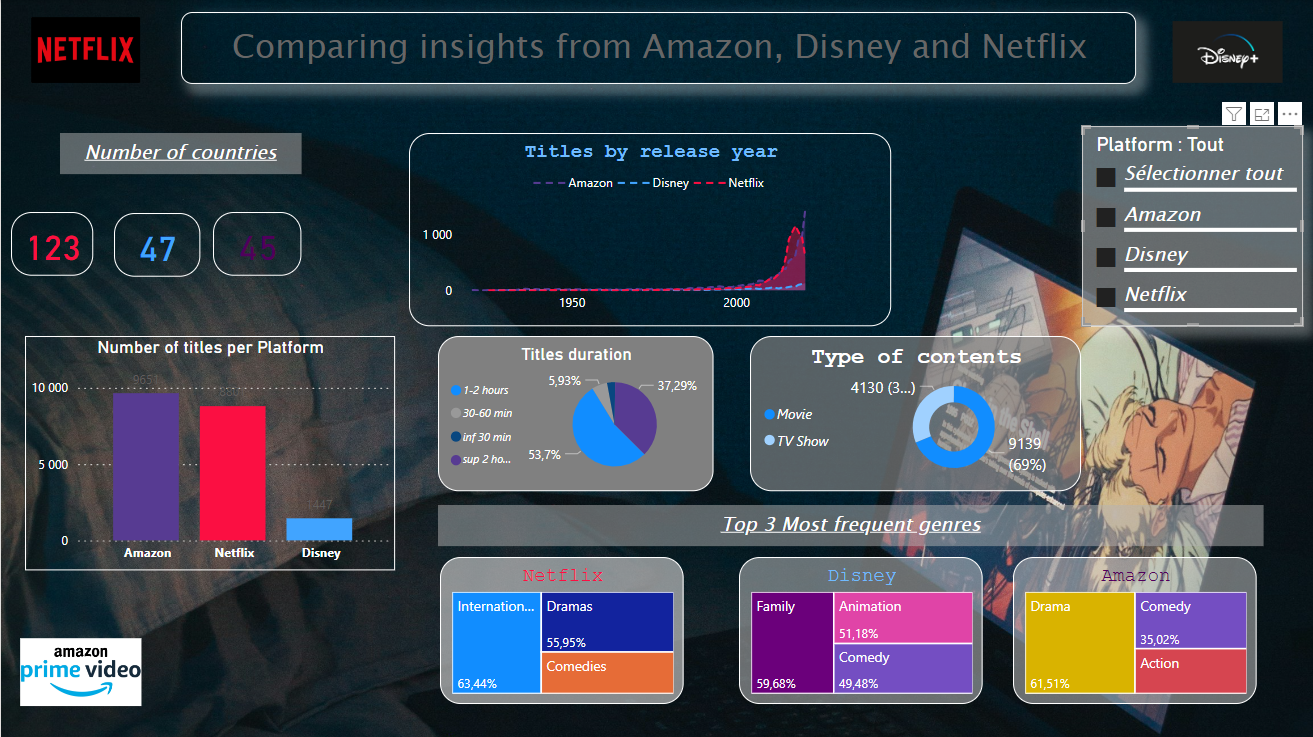 NETFLIX
Comparing insights from Amazon, Disney and Netflix
Disney+
Number of countries
123
47
45
Titles by release year
Amazon Disney Netflix
1 000
0
1950 2000
Platform : Tout
Sélectionner tout
Amazon
Disney
Netflix
Number of titles per Platform
10 000
5 000
0
9651
1447
Amazon Netflix Disney
Titles duration
1-2 hours
30-60 min
inf 30 min
sup 2 ho...
5,93%
37,29%
53,7%
Type of contents
Movie
TV Show
4130 (3...)
9139
(69%)
Top 3 Most frequent genres
Netflix
Internation...
63,44%
Dramas
55,95%
Comedies
Disney
Family
59,68%
Animation
51,18%
Comedy
49,48%
Amazon
Drama
61,51%
Comedy
35,02%
Action
amazon
prime video